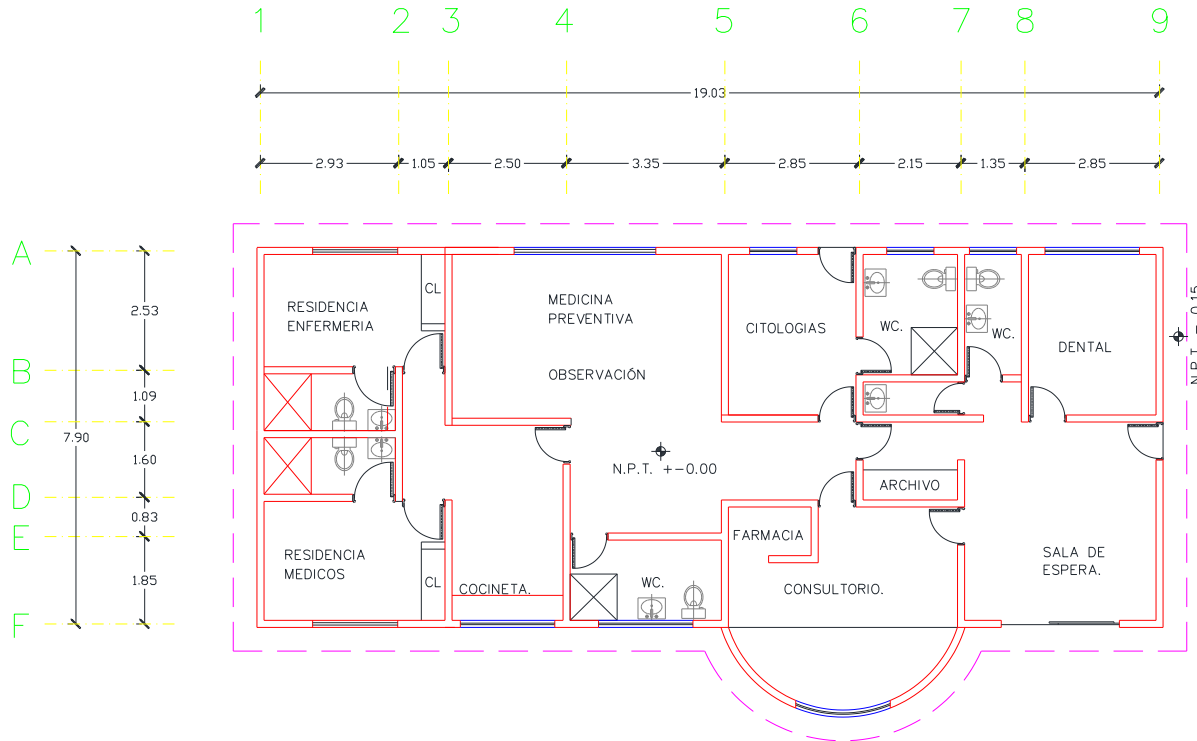 1 2 3 4 5 6 7 8 9
19.03
2.93 1.05 2.50 3.35 2.85 2.15 1.35 2.85
A
B
C
D
E
F
2.53
1.09
1.60
0.83
1.85
7.90
RESIDENCIA
ENFERMERIA
CL
MEDICINA
PREVENTIVA
OBSERVACIÓN
CITOLOGIAS
WC.
WC.
DENTAL
N.P.T. +-0.00
ARCHIVO
RESIDENCIA
MEDICOS
CL
COCINETA.
WC.
FARMACIA
CONSULTORIO.
SALA DE
ESPERA.
N.P.T. - 0.15